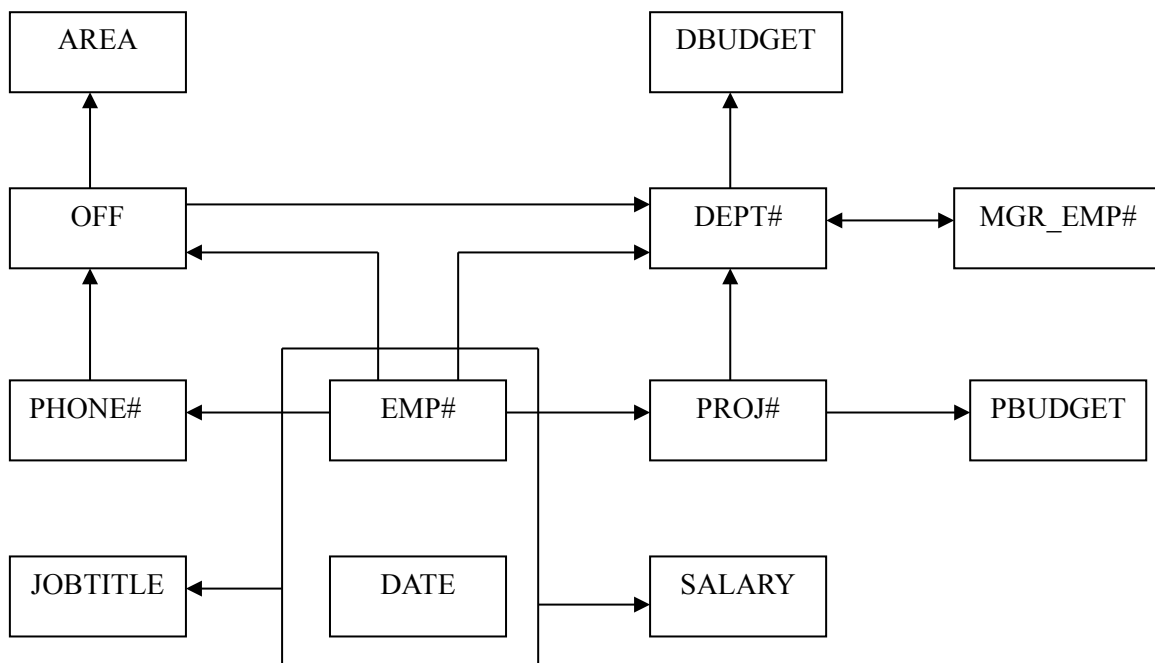 AREA
DBUDGET
OFF
DEPT#
MGR_EMP#
PHONE#
EMP#
PROJ#
PBUDGET
JOBTITLE
DATE
SALARY